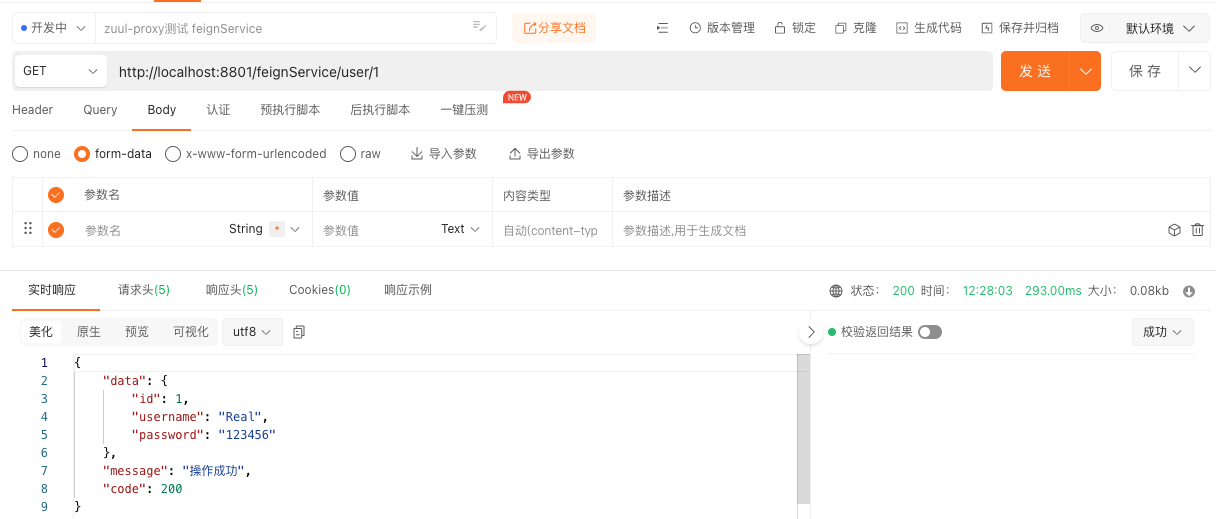 开发中 zuul-proxy测试 feignService 分享文档 版本管理 锁定 克隆 生成代码 保存并归档 默认环境
GET http://localhost:8801/feignService/user/1 发 送 保 存
Header Query Body 认证 预执行脚本 后执行脚本 一键压测 NEW
none form-data x-www-form-urlencoded raw 导入参数 导出参数
参数名 参数值 内容类型 参数描述
参数名 String * 参数值 Text 自动(content-typ 参数描述,用于生成文档
实时响应 请求头(5) 响应头(5) Cookies(0) 响应示例 状态: 200 时间: 12:28:03 293.00ms 大小: 0.08kb
美化 原生 预览 可视化 utf8 校验返回结果 成功
1 {
2 "data": {
3 "id": 1,
4 "username": "Real",
5 "password": "123456"
6 },
7 "message": "操作成功",
8 "code": 200
9 }